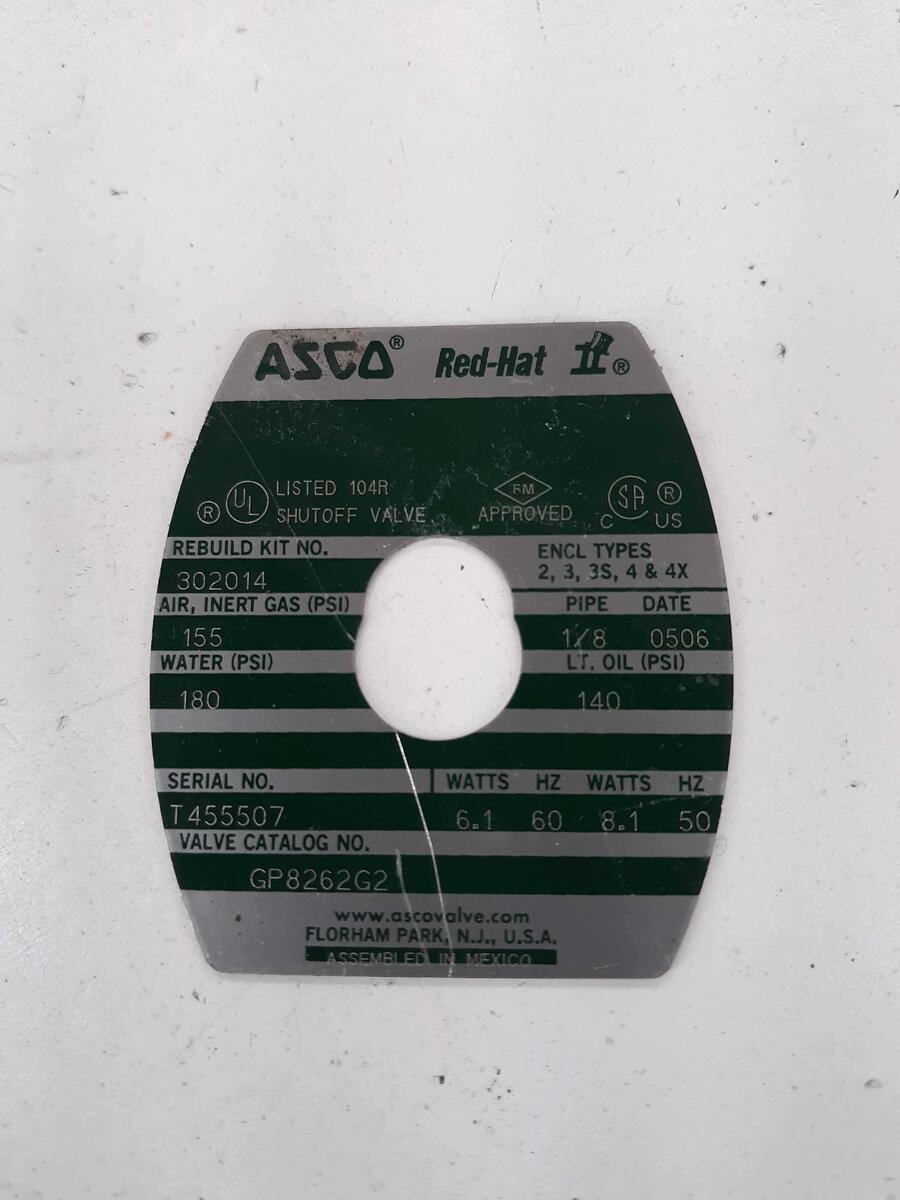 ASCO® Red-Hat II®
® UL LISTED 104R SHUTOFF VALVE
FM APPROVED
C SA ® C US
REBUILD KIT NO.
302014
ENCL TYPES
2, 3, 3S, 4 & 4X
AIR, INERT GAS (PSI) PIPE DATE
155 1/8 0506
WATER (PSI) LT. OIL (PSI)
180 140
SERIAL NO. WATTS HZ WATTS HZ
T455507 6.1 60 8.1 50
VALVE CATALOG NO.
GP8262G2
www.ascovalve.com
FLORHAM PARK, N.J., U.S.A.
ASSEMBLED IN MEXICO